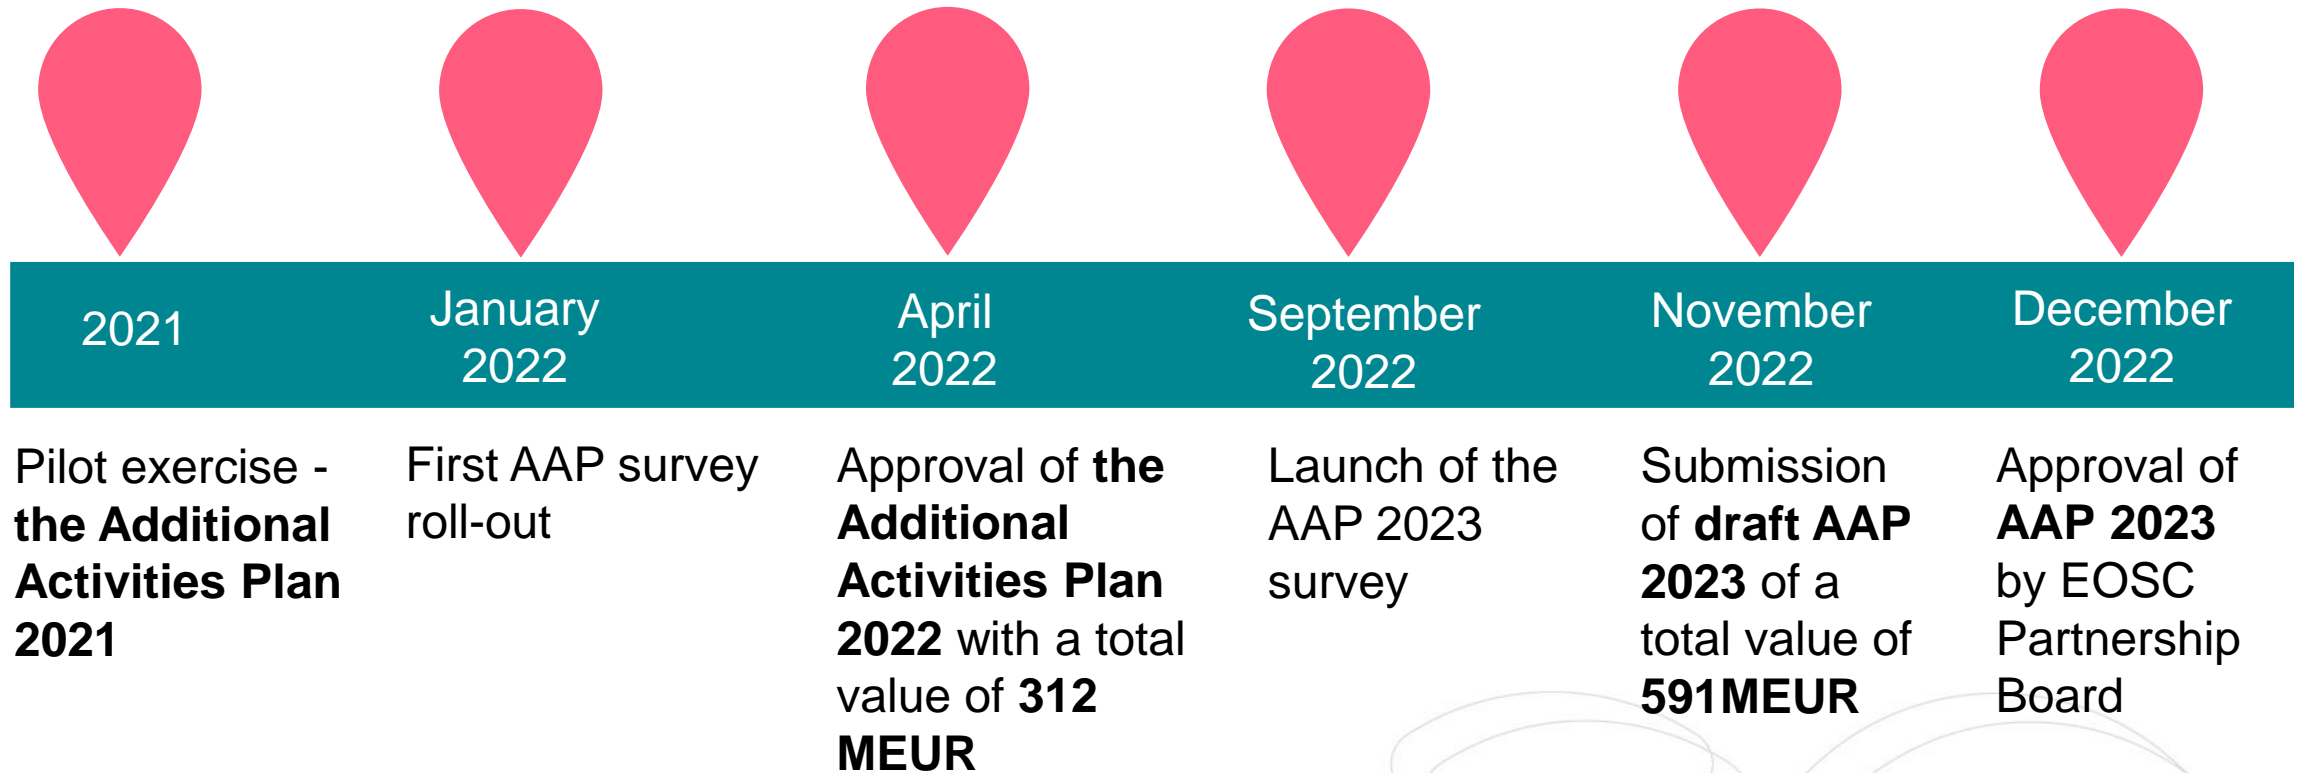 2021
January
2022
April
2022
September
2022
November
2022
December
2022
Pilot exercise -
the Additional
Activities Plan
2021
First AAP survey
roll-out
Approval of the
Additional
Activities Plan
2022 with a total
value of 312
MEUR
Launch of the
AAP 2023
survey
Submission
of draft AAP
2023 of a
total value of
591MEUR
Approval of
AAP 2023
by EOSC
Partnership
Board